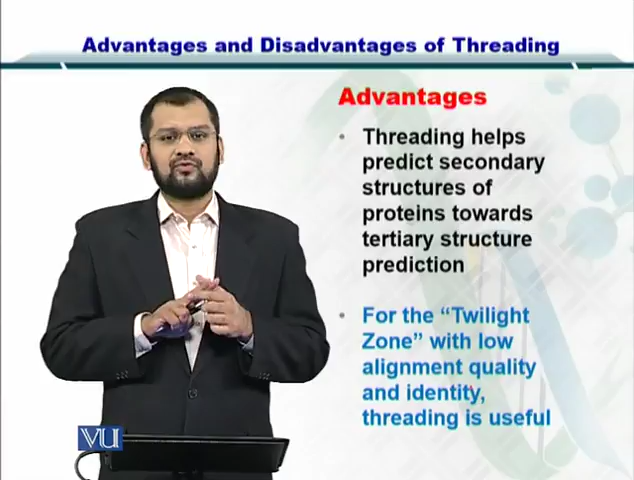 Advantages and Disadvantages of Threading
Advantages
• Threading helps
predict secondary
structures of
proteins towards
tertiary structure
prediction
• For the “Twilight
Zone” with low
alignment quality
and identity,
threading is useful
VU